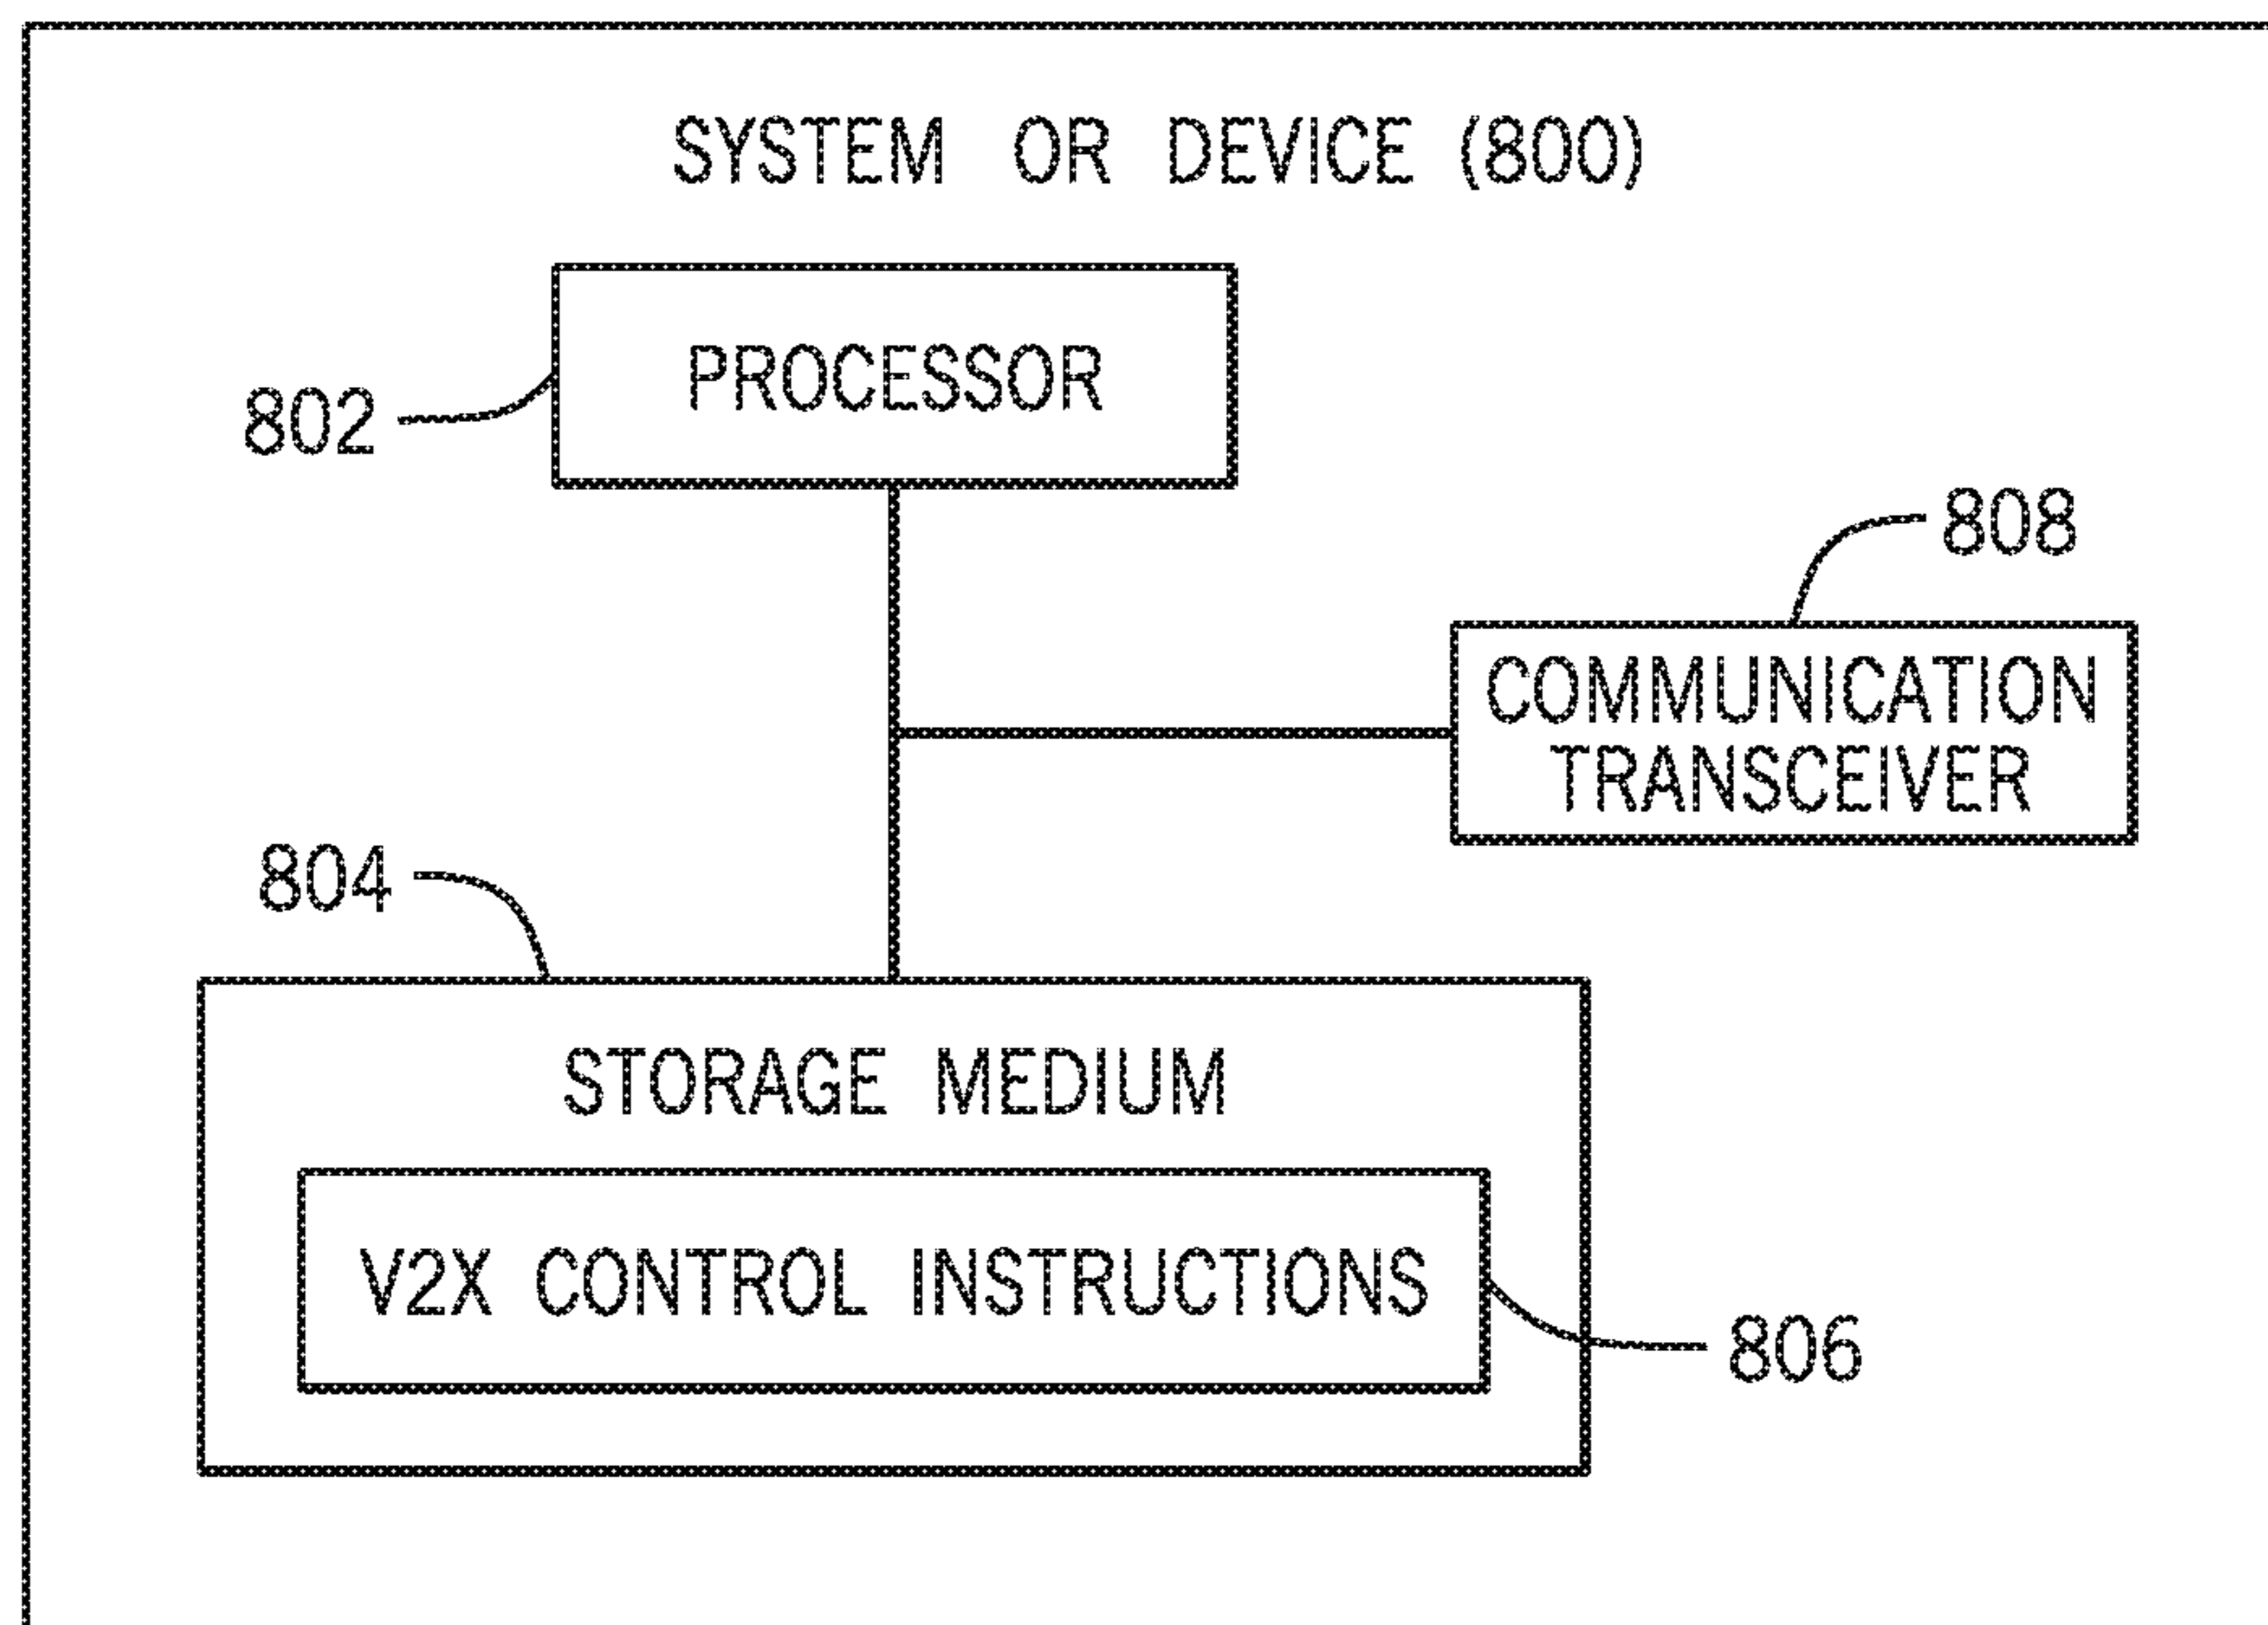 SYSTEM OR DEVICE (800)
PROCESSOR
802
808
COMMUNICATION
TRANSCEIVER
804
STORAGE MEDIUM
V2X CONTROL INSTRUCTIONS
806